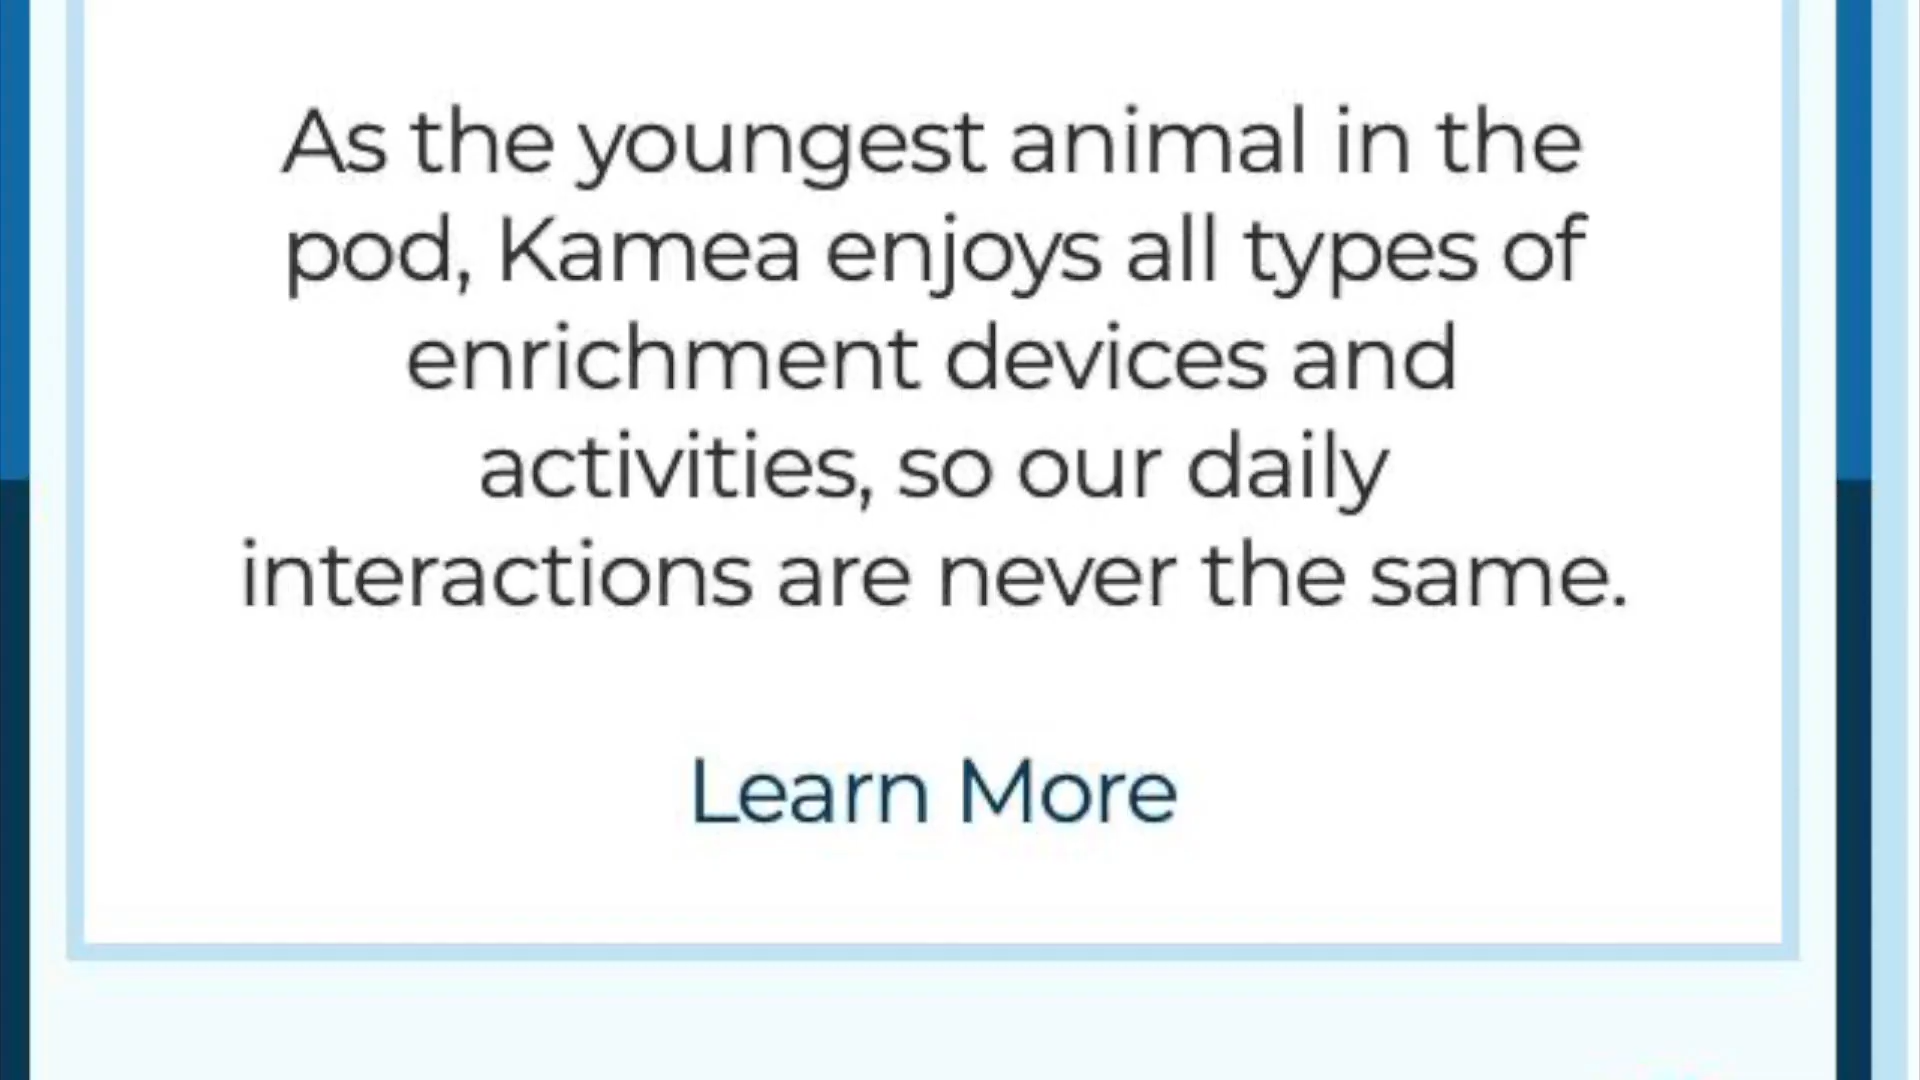 As the youngest animal in the
pod, Kamea enjoys all types of
enrichment devices and
activities, so our daily
interactions are never the same.
Learn More